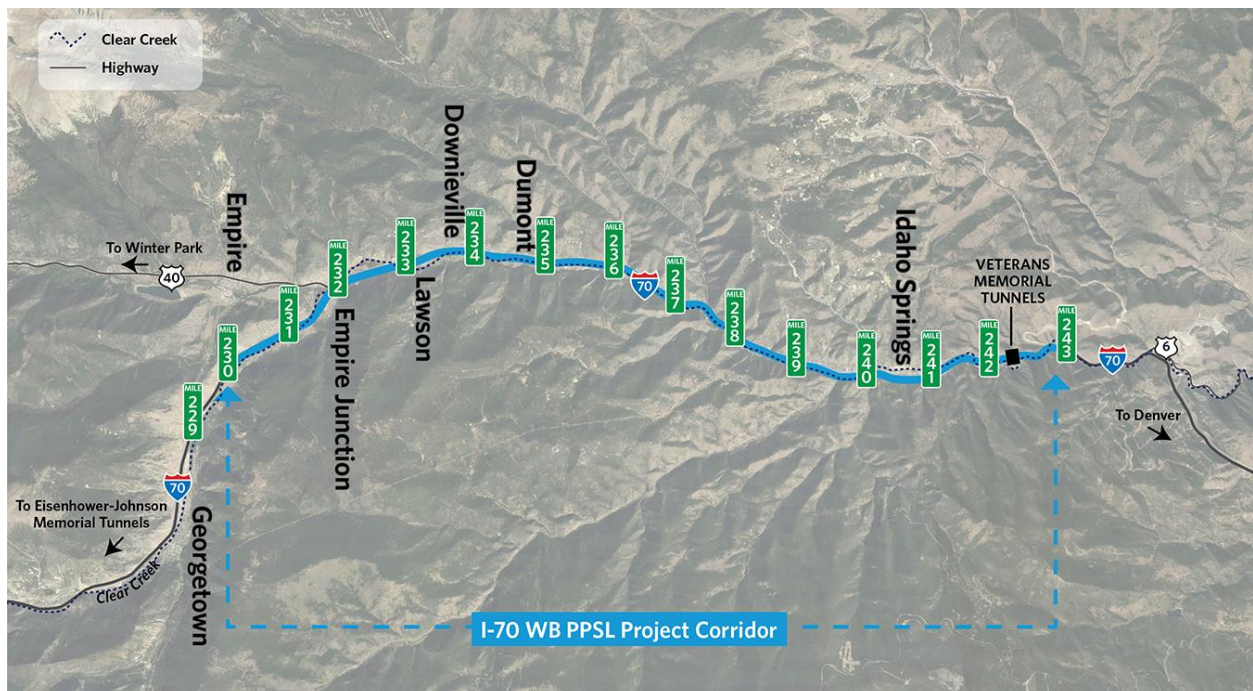 Clear Creek
Highway
Downieville
Dumont
Empire
Idaho Springs
To Winter Park
40
MILE 229
MILE 230
MILE 231
MILE 232
MILE 233
MILE 234
MILE 235
MILE 236
70
MILE 237
MILE 238
MILE 239
MILE 240
MILE 241
MILE 242
MILE 243
VETERANS
MEMORIAL
TUNNELS
70
6
Lawson
Empire Junction
To Denver
70
To Eisenhower-Johnson
Memorial Tunnels
Georgetown
Clear Creek
I-70 WB PPSL Project Corridor